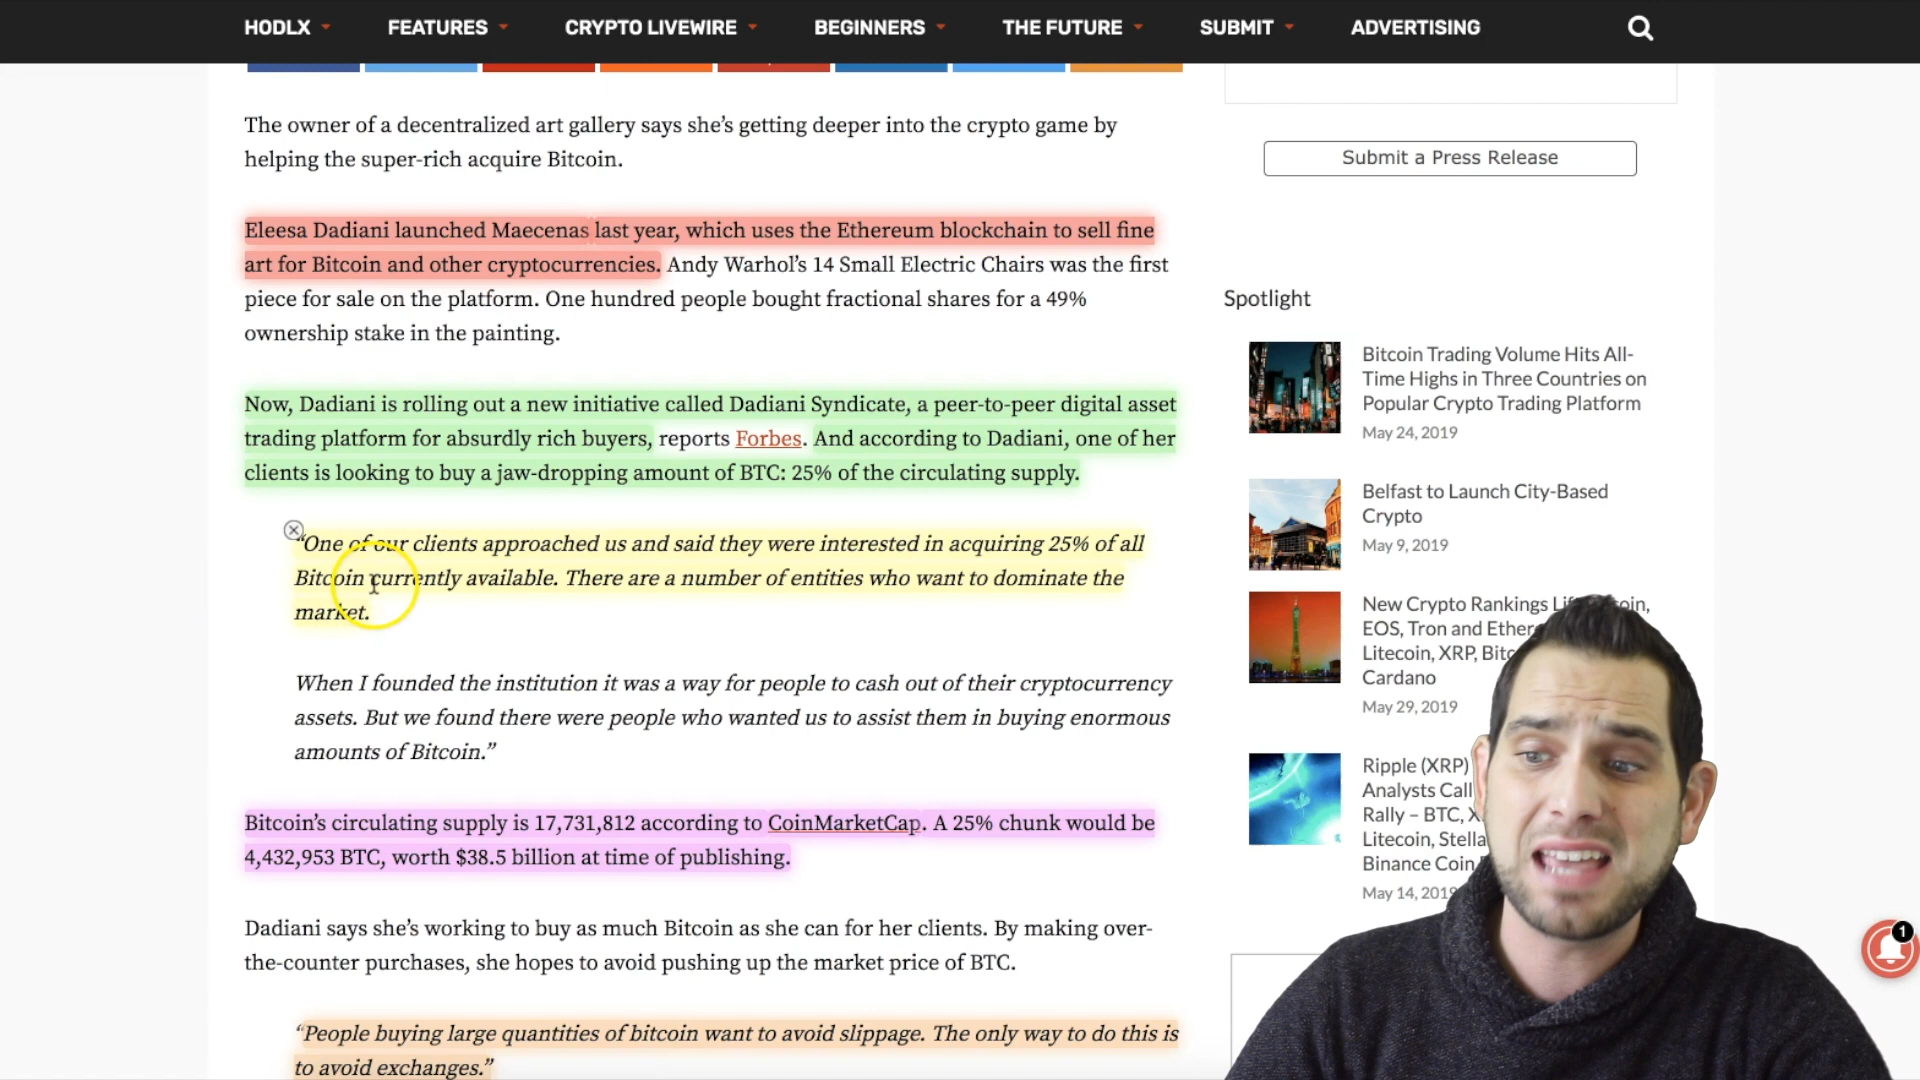 HODLX FEATURES CRYPTO LIVEWIRE BEGINNERS THE FUTURE SUBMIT ADVERTISING
The owner of a decentralized art gallery says she’s getting deeper into the crypto game by
helping the super-rich acquire Bitcoin.
Eleesa Dadiani launched Maecenas last year, which uses the Ethereum blockchain to sell fine
art for Bitcoin and other cryptocurrencies. Andy Warhol’s 14 Small Electric Chairs was the first
piece for sale on the platform. One hundred people bought fractional shares for a 49%
ownership stake in the painting.
Now, Dadiani is rolling out a new initiative called Dadiani Syndicate, a peer-to-peer digital asset
trading platform for absurdly rich buyers, reports Forbes. And according to Dadiani, one of her
clients is looking to buy a jaw-dropping amount of BTC: 25% of the circulating supply.
“One of our clients approached us and said they were interested in acquiring 25% of all
Bitcoin currently available. There are a number of entities who want to dominate the
market.
When I founded the institution it was a way for people to cash out of their cryptocurrency
assets. But we found there were people who wanted us to assist them in buying enormous
amounts of Bitcoin.”
Bitcoin’s circulating supply is 17,731,812 according to CoinMarketCap. A 25% chunk would be
4,432,953 BTC, worth $38.5 billion at time of publishing.
Dadiani says she’s working to buy as much Bitcoin as she can for her clients. By making over-
the-counter purchases, she hopes to avoid pushing up the market price of BTC.
“People buying large quantities of bitcoin want to avoid slippage. The only way to do this is
to avoid exchanges.”
Submit a Press Release
Spotlight
Bitcoin Trading Volume Hits All-
Time Highs in Three Countries on
Popular Crypto Trading Platform
May 24, 2019
Belfast to Launch City-Based
Crypto
May 9, 2019
New Crypto Rankings
EOS, Tron and
Litecoin, XRP,
Cardano
May 29, 2019
Ripple (XRP)
Analysts Call
Rally – BTC,
Litecoin,
Binance Coin
May 14, 2019
1